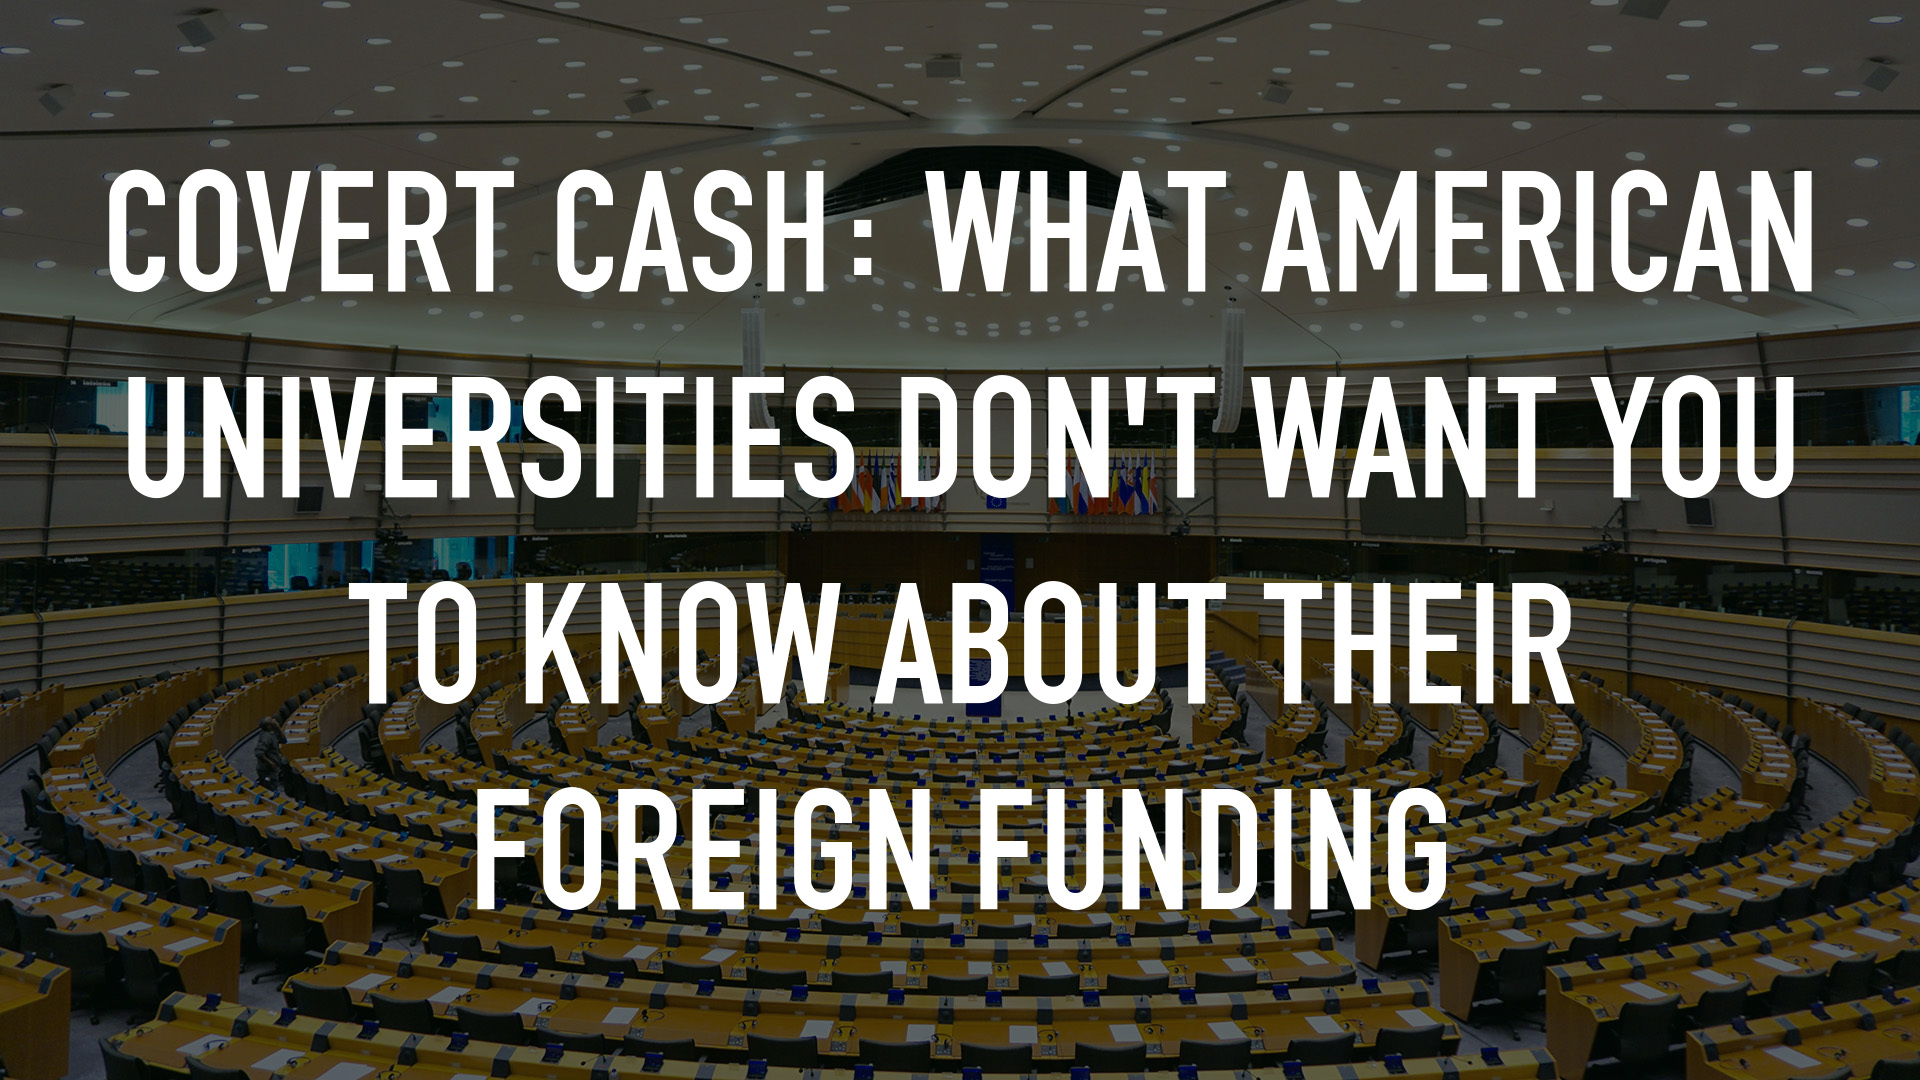 COVERT CASH: WHAT AMERICAN
UNIVERSITIES DON'T WANT YOU
TO KNOW ABOUT THEIR
FOREIGN FUNDING